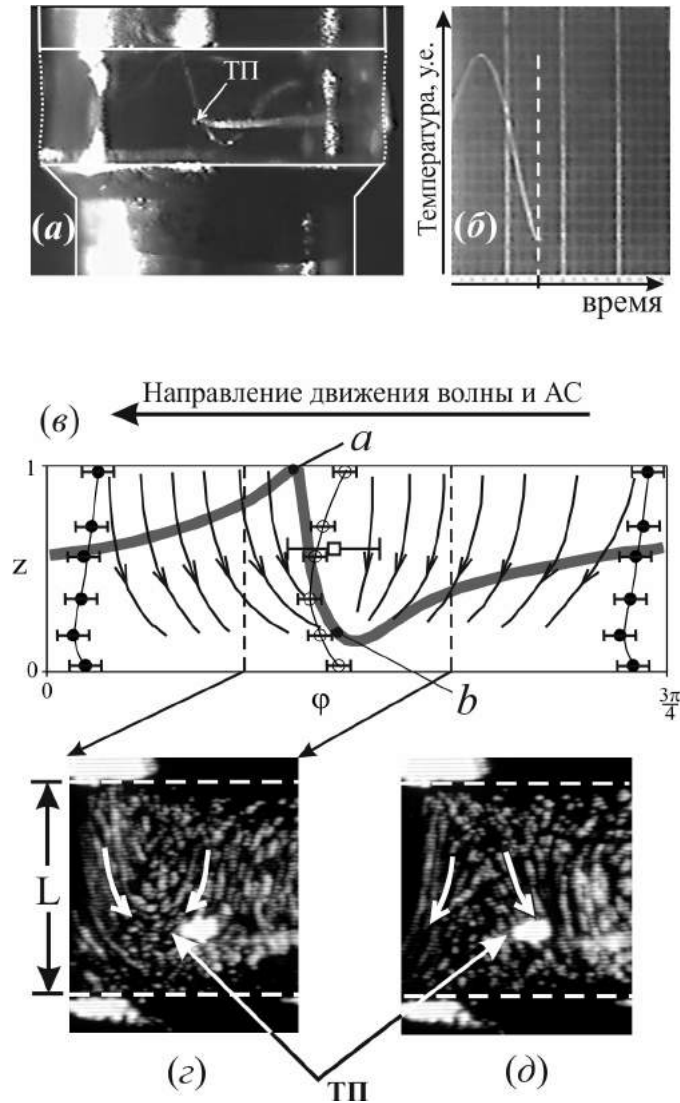 ТП
(а)
Температура, у.е.
(б)
время
Направление движения волны и АС
(в)
a
1
z
0
0
φ
b
3π/4
L
(г)
(д)
ТП